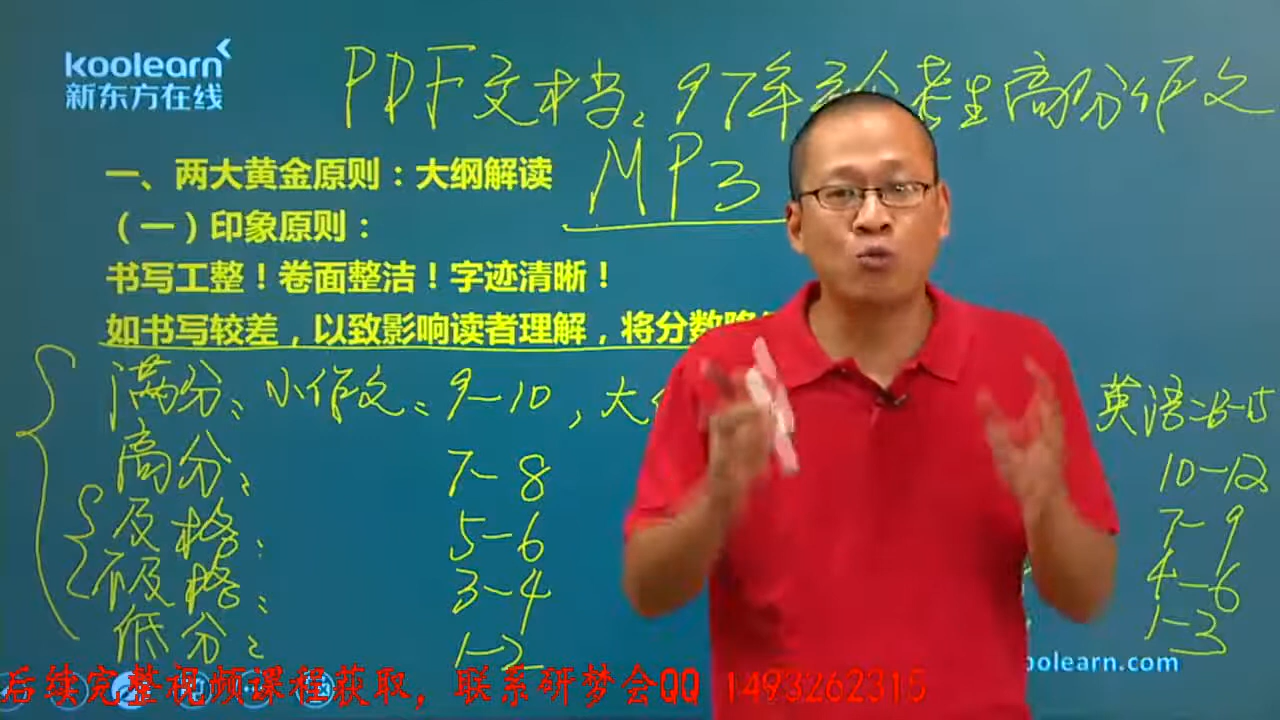 koolearn
新东方在线
PDF文档：97年 考生高分作文
MP3
一、两大黄金原则：大纲解读
（一）印象原则：
书写工整！卷面整洁！字迹清晰！
如书写较差，以致影响读者理解，将分数降
满分：小作文：9-10，大 英语二：13-15
高分： 7-8 10-12
及格： 5-6 7-9
不及格： 3-4 4-6
低分： 1-2 1-3
oolearn.com
后续完整视频课程获取，联系研梦会QQ 1493262315